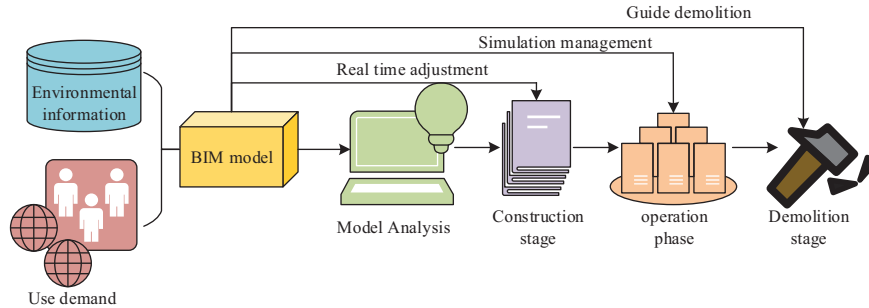 Guide demolition
Simulation management
Real time adjustment
Environmental
information
BIM model
Model Analysis
Construction
stage
operation
phase
Demolition
stage
Use demand